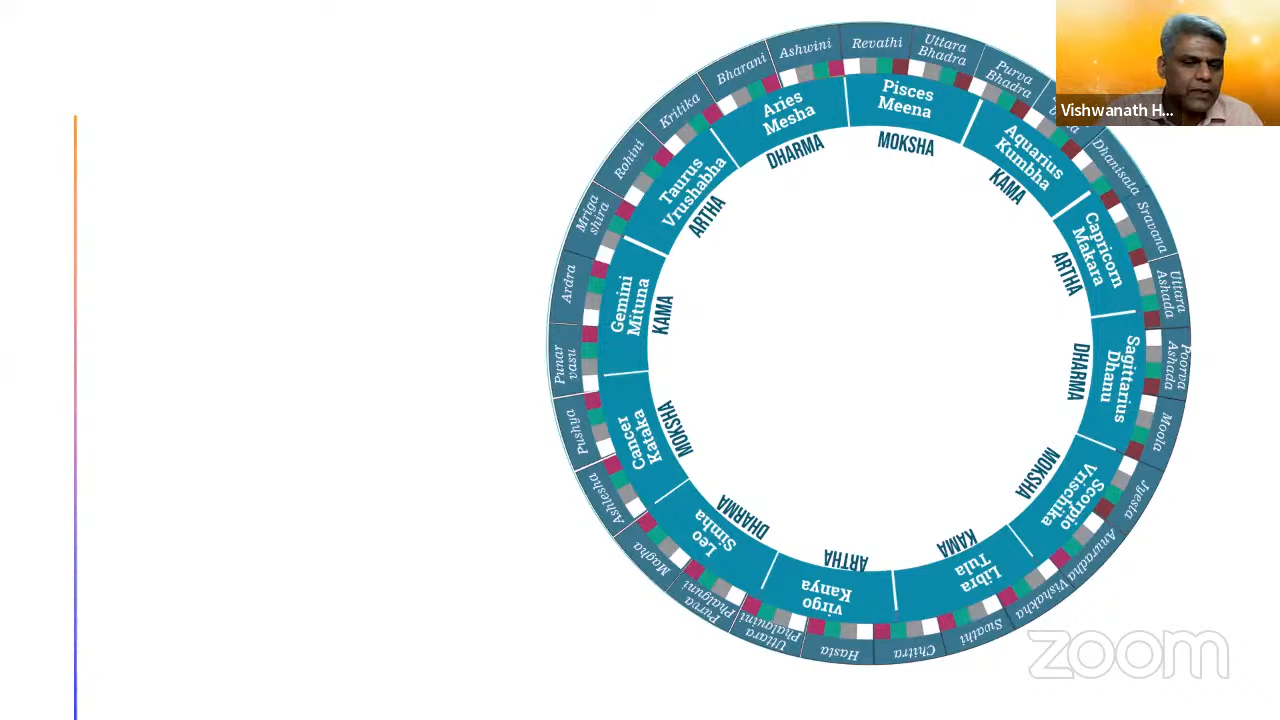 Ashwini
Bharani
Kritika
Rohini
Mriga
shira
Ardra
Punar
vasu
Pushya
Ashlesha
Magha
Purva
Phalguni
Uttara
Phalguini
Hasta
Chitra
Swathi
Vishakha
Anuradha
Jyesta
Moola
Poorva
Ashada
Uttara
Ashada
Sravana
Dhanisata
Purva
Bhadra
Uttara
Bhadra
Revathi
Aries
Mesha
DHARMA
Taurus
Vrushabha
ARTHA
Gemini
Mituna
KAMA
Cancer
Kataka
MOKSHA
Leo
Simha
DHARMA
virgo
Kanya
ARTHA
Libra
Tula
KAMA
Scorpio
Vrischika
MOKSHA
Sagittarius
Dhanu
DHARMA
Capricorn
Makara
ARTHA
Aquarius
Kumbha
KAMA
Pisces
Meena
MOKSHA
Vishwanath H...
zoom